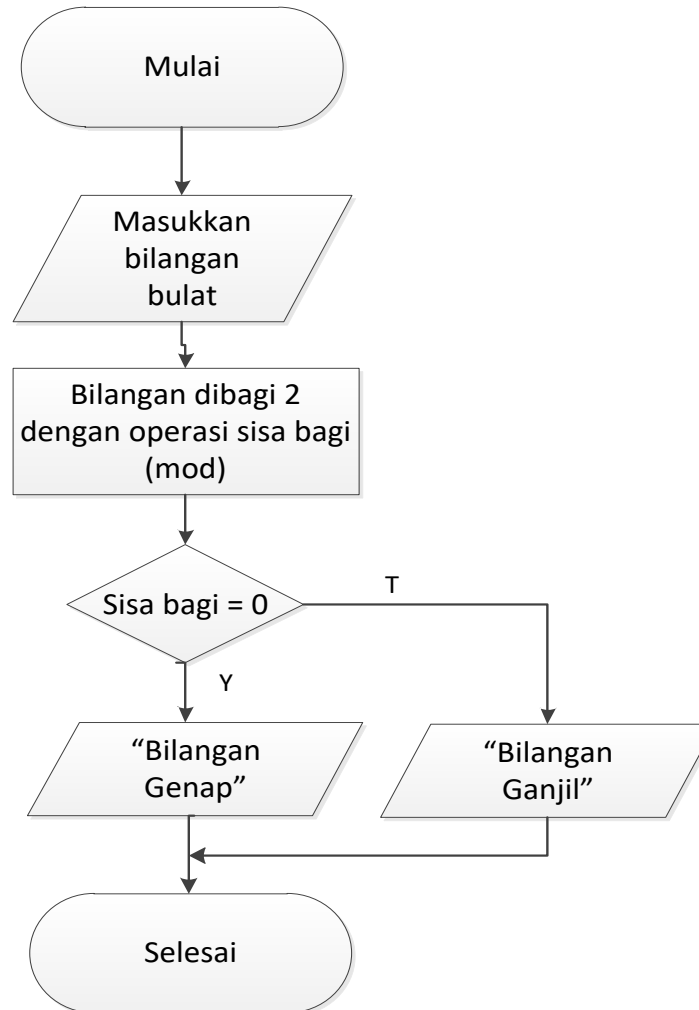 Mulai
Masukkan
bilangan
bulat
Bilangan dibagi 2
dengan operasi sisa bagi
(mod)
Sisa bagi = 0
T
Y
“Bilangan
Genap”
“Bilangan
Ganjil”
Selesai